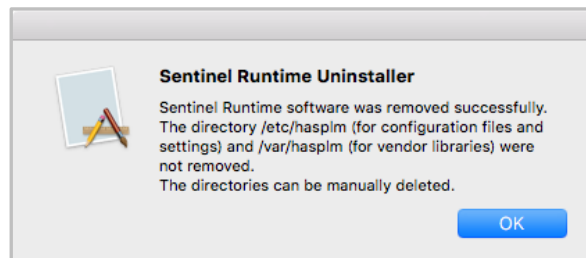 Sentinel Runtime Uninstaller
Sentinel Runtime software was removed successfully.
The directory /etc/hasplm (for configuration files and
settings) and /var/hasplm (for vendor libraries) were
not removed.
The directories can be manually deleted.
OK